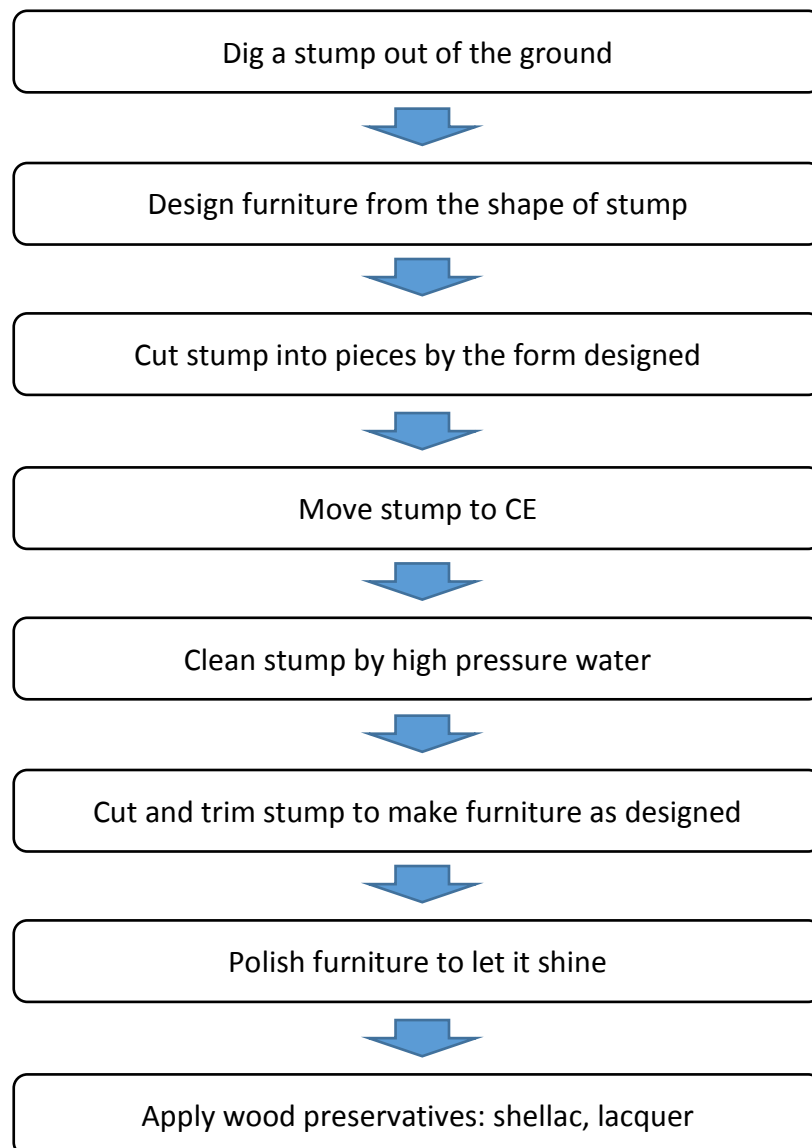 Dig a stump out of the ground
Design furniture from the shape of stump
Cut stump into pieces by the form designed
Move stump to CE
Clean stump by high pressure water
Cut and trim stump to make furniture as designed
Polish furniture to let it shine
Apply wood preservatives: shellac, lacquer